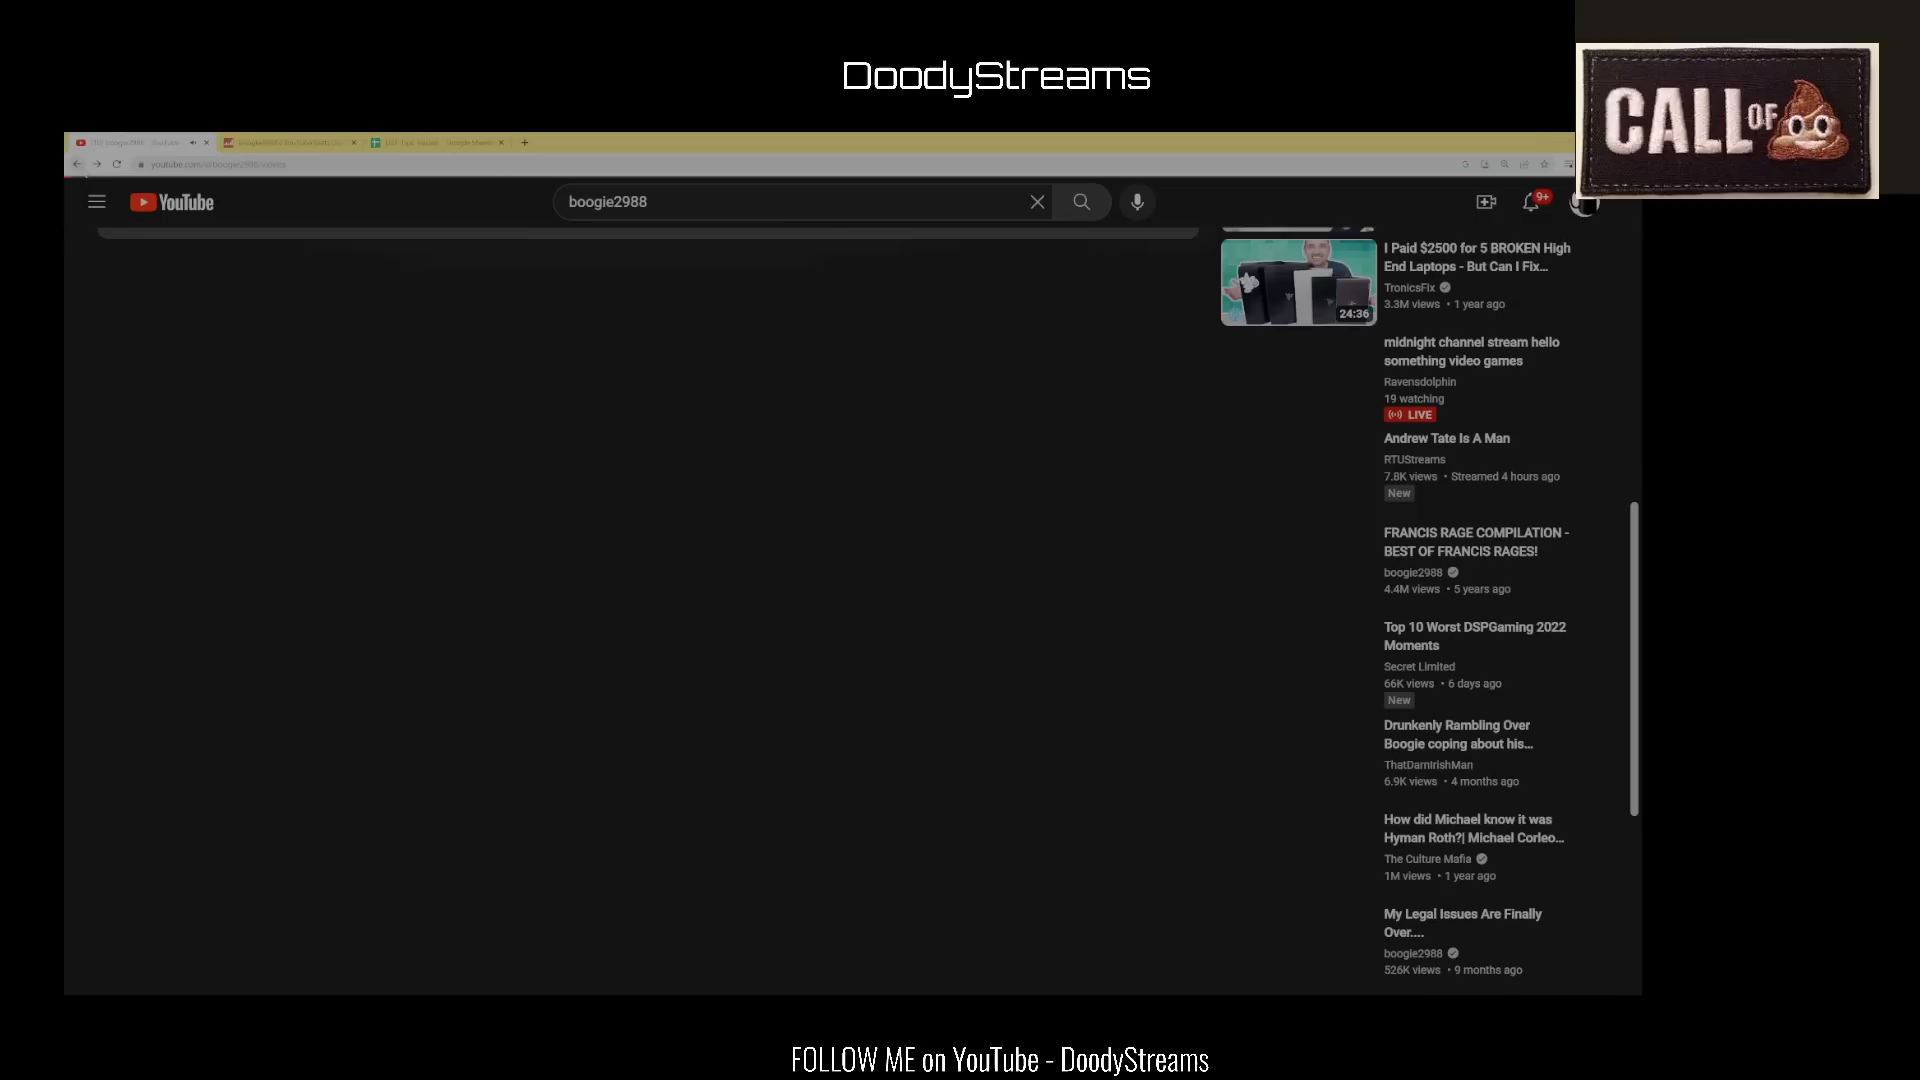 DoodyStreams
CALL OF
youtube.com/@boogie2988/videos
YouTube
boogie2988
9+
I Paid $2500 for 5 BROKEN High
End Laptops - But Can I Fix...
TronicsFix
3.3M views • 1 year ago
24:36
midnight channel stream hello
something video games
Ravensdolphin
19 watching
LIVE
Andrew Tate Is A Man
RTUStreams
7.8K views • Streamed 4 hours ago
New
FRANCIS RAGE COMPILATION -
BEST OF FRANCIS RAGES!
boogie2988
4.4M views • 5 years ago
Top 10 Worst DSPGaming 2022
Moments
Secret Limited
66K views • 6 days ago
New
Drunkenly Rambling Over
Boogie coping about his...
ThatDarnIrishMan
6.9K views • 4 months ago
How did Michael know it was
Hyman Roth?| Michael Corleo...
The Culture Mafia
1M views • 1 year ago
My Legal Issues Are Finally
Over....
boogie2988
526K views • 9 months ago
FOLLOW ME on YouTube - DoodyStreams